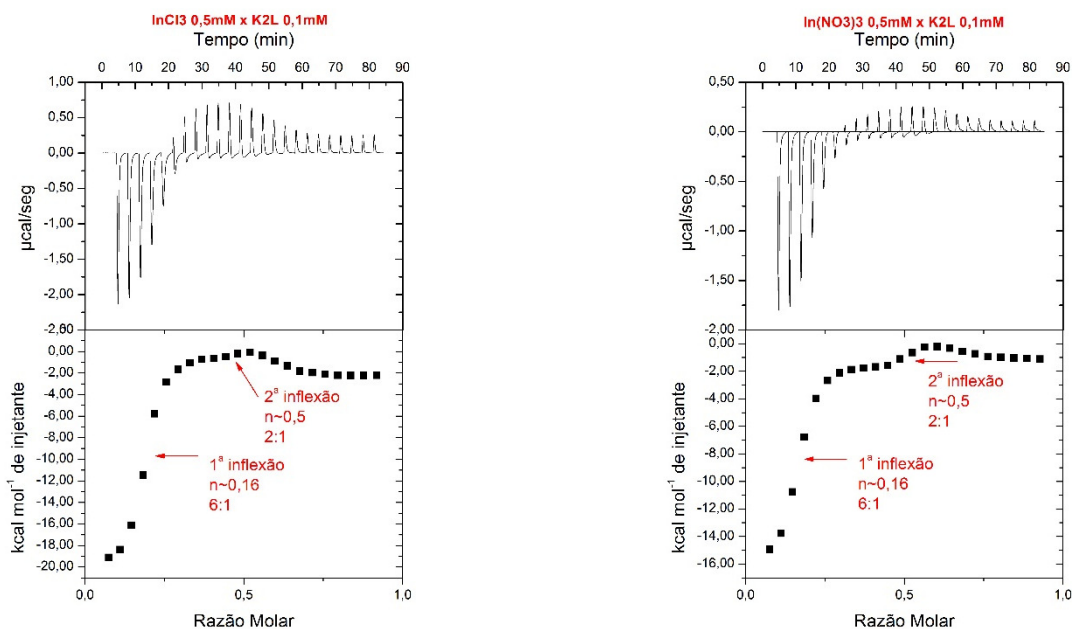 InCl3 0,5mM x K2L 0,1mM
Tempo (min)
0 10 20 30 40 50 60 70 80 90
1,00
0,50
0,00
-0,50
-1,00
-1,50
-2,00
µcal/seg
0,00
-2,00
-4,00
-6,00
-8,00
-10,00
-12,00
-14,00
-16,00
-18,00
-20,00
kcal mol⁻¹ de injetante
2ª inflexão
n~0,5
2:1
1ª inflexão
n~0,16
6:1
0,0 0,5 1,0
Razão Molar
In(NO3)3 0,5mM x K2L 0,1mM
Tempo (min)
0 10 20 30 40 50 60 70 80 90
0,50
0,00
-0,50
-1,00
-1,50
-2,00
µcal/seg
0,00
-2,00
-4,00
-6,00
-8,00
-10,00
-12,00
-14,00
-16,00
kcal mol⁻¹ de injetante
2ª inflexão
n~0,5
2:1
1ª inflexão
n~0,16
6:1
0,0 0,5 1,0
Razão Molar